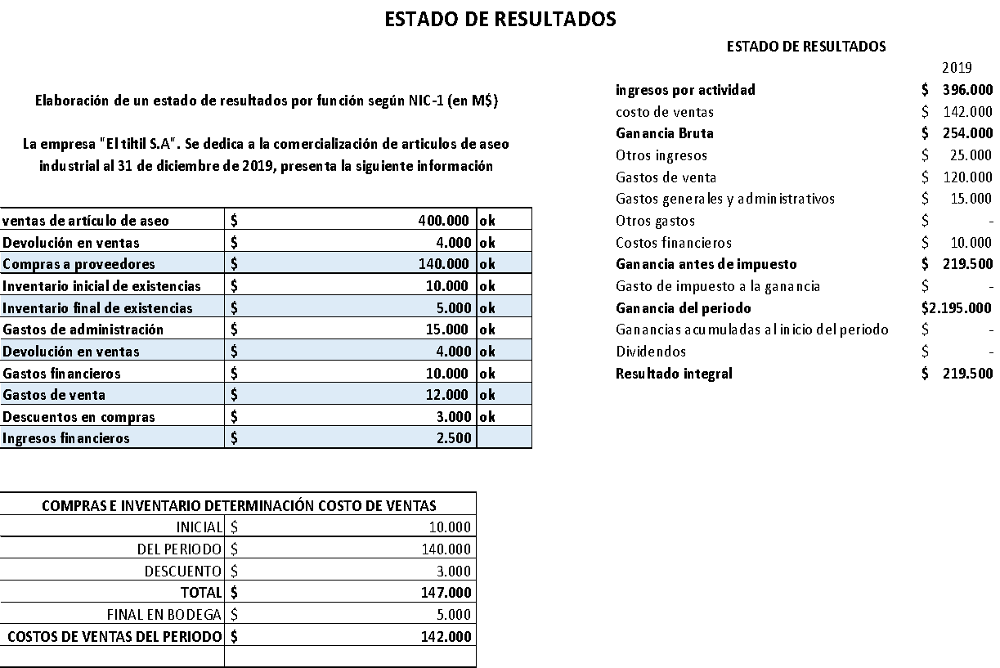 ESTADO DE RESULTADOS
Elaboración de un estado de resultados por función según NIC-1 (en M$)
La empresa "El tiltil S.A". Se dedica a la comercialización de articulos de aseo
industrial al 31 de diciembre de 2019, presenta la siguiente información
ventas de artículo de aseo $ 400.000 ok
Devolución en ventas $ 4.000 ok
Compras a proveedores $ 140.000 ok
Inventario inicial de existencias $ 10.000 ok
Inventario final de existencias $ 5.000 ok
Gastos de administración $ 15.000 ok
Devolución en ventas $ 4.000 ok
Gastos financieros $ 10.000 ok
Gastos de venta $ 12.000 ok
Descuentos en compras $ 3.000 ok
Ingresos financieros $ 2.500
COMPRAS E INVENTARIO DETERMINACIÓN COSTO DE VENTAS
INICIAL $ 10.000
DEL PERIODO $ 140.000
DESCUENTO $ 3.000
TOTAL $ 147.000
FINAL EN BODEGA $ 5.000
COSTOS DE VENTAS DEL PERIODO $ 142.000
ESTADO DE RESULTADOS
2019
ingresos por actividad $ 396.000
costo de ventas $ 142.000
Ganancia Bruta $ 254.000
Otros ingresos $ 25.000
Gastos de venta $ 120.000
Gastos generales y administrativos $ 15.000
Otros gastos $ -
Costos financieros $ 10.000
Ganancia antes de impuesto $ 219.500
Gasto de impuesto a la ganancia $ -
Ganancia del periodo $2.195.000
Ganancias acumuladas al inicio del periodo $ -
Dividendos $ -
Resultado integral $ 219.500